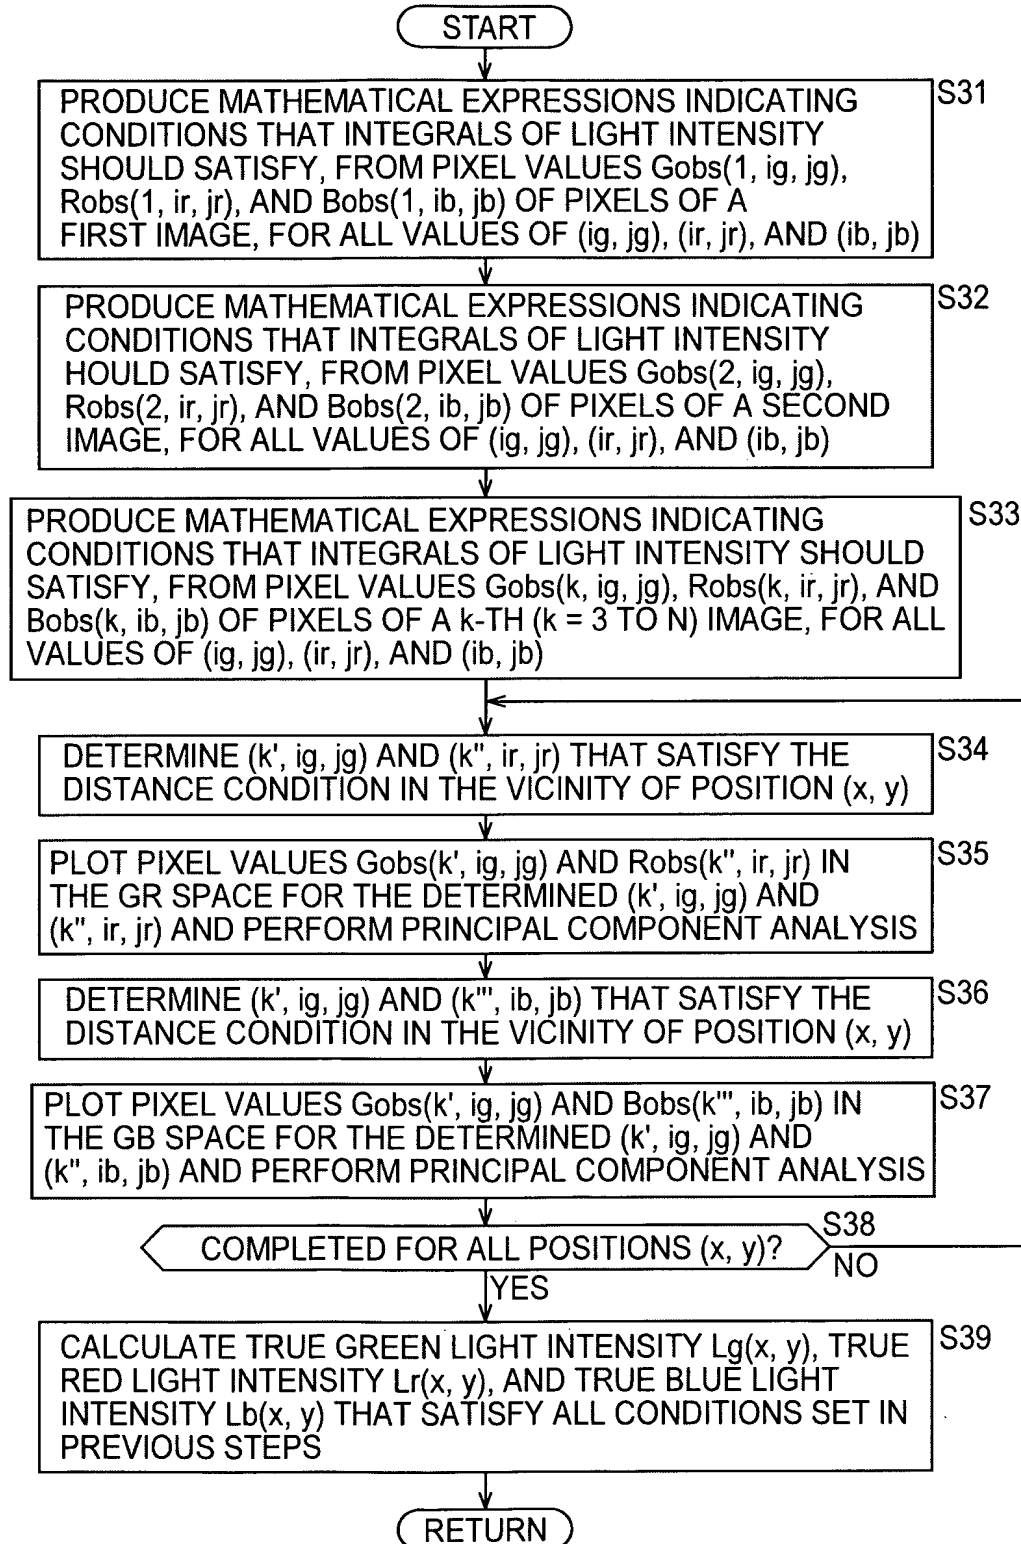 START
S31
PRODUCE MATHEMATICAL EXPRESSIONS INDICATING
CONDITIONS THAT INTEGRALS OF LIGHT INTENSITY
SHOULD SATISFY, FROM PIXEL VALUES Gobs(1, ig, jg),
Robs(1, ir, jr), AND Bobs(1, ib, jb) OF PIXELS OF A
FIRST IMAGE, FOR ALL VALUES OF (ig, jg), (ir, jr), AND (ib, jb)
S32
PRODUCE MATHEMATICAL EXPRESSIONS INDICATING
CONDITIONS THAT INTEGRALS OF LIGHT INTENSITY
HOULD SATISFY, FROM PIXEL VALUES Gobs(2, ig, jg),
Robs(2, ir, jr), AND Bobs(2, ib, jb) OF PIXELS OF A SECOND
IMAGE, FOR ALL VALUES OF (ig, jg), (ir, jr), AND (ib, jb)
S33
PRODUCE MATHEMATICAL EXPRESSIONS INDICATING
CONDITIONS THAT INTEGRALS OF LIGHT INTENSITY SHOULD
SATISFY, FROM PIXEL VALUES Gobs(k, ig, jg), Robs(k, ir, jr), AND
Bobs(k, ib, jb) OF PIXELS OF A k-TH (k = 3 TO N) IMAGE, FOR ALL
VALUES OF (ig, jg), (ir, jr), AND (ib, jb)
S34
DETERMINE (k', ig, jg) AND (k", ir, jr) THAT SATISFY THE
DISTANCE CONDITION IN THE VICINITY OF POSITION (x, y)
S35
PLOT PIXEL VALUES Gobs(k', ig, jg) AND Robs(k", ir, jr) IN
THE GR SPACE FOR THE DETERMINED (k', ig, jg) AND
(k", ir, jr) AND PERFORM PRINCIPAL COMPONENT ANALYSIS
S36
DETERMINE (k', ig, jg) AND (k''', ib, jb) THAT SATISFY THE
DISTANCE CONDITION IN THE VICINITY OF POSITION (x, y)
S37
PLOT PIXEL VALUES Gobs(k', ig, jg) AND Bobs(k''', ib, jb) IN
THE GB SPACE FOR THE DETERMINED (k', ig, jg) AND
(k", ib, jb) AND PERFORM PRINCIPAL COMPONENT ANALYSIS
S38
COMPLETED FOR ALL POSITIONS (x, y)?
NO
YES
S39
CALCULATE TRUE GREEN LIGHT INTENSITY Lg(x, y), TRUE
RED LIGHT INTENSITY Lr(x, y), AND TRUE BLUE LIGHT
INTENSITY Lb(x, y) THAT SATISFY ALL CONDITIONS SET IN
PREVIOUS STEPS
RETURN